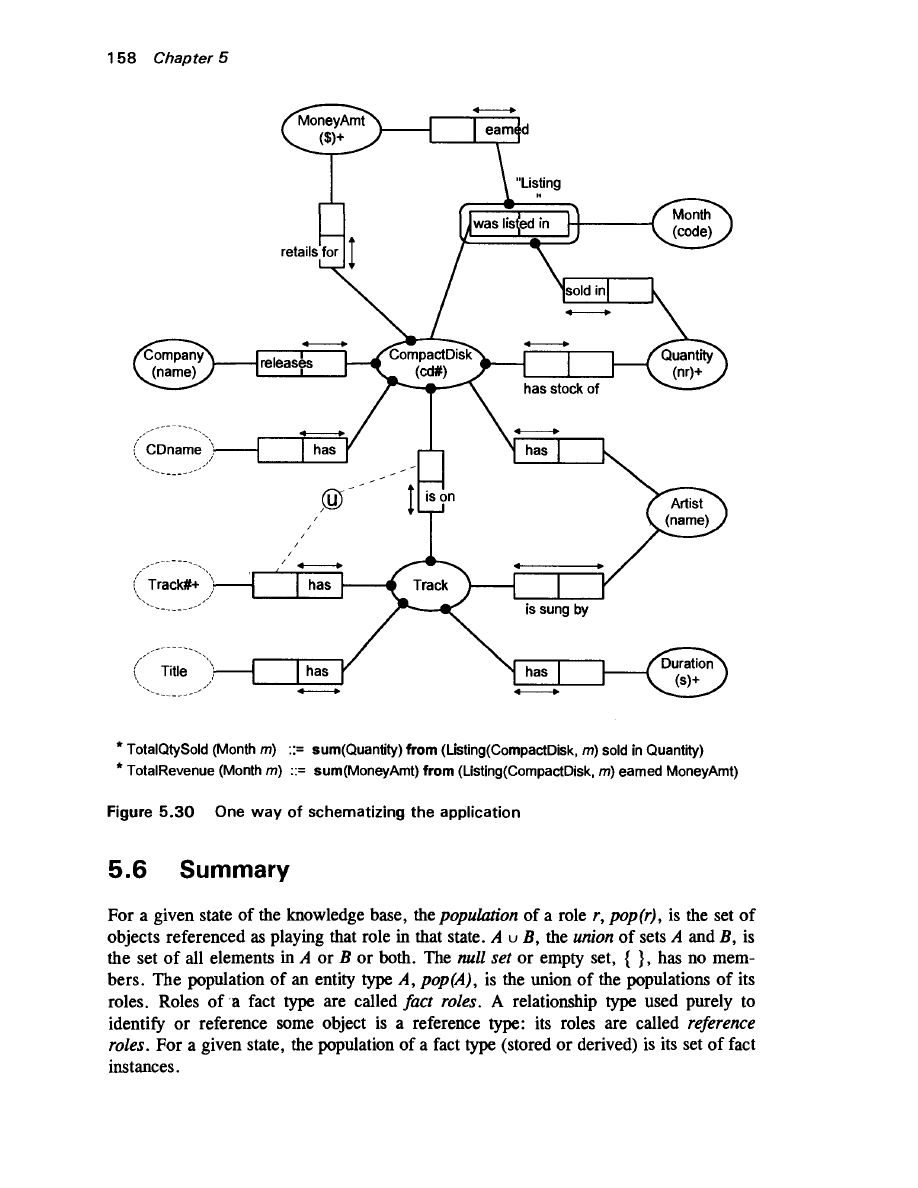 158 Chapter 5
MoneyAmt
($)+
earned
"Listing
"
was listed in
Month
(code)
retails for
sold in
Company
(name)
releases
CompactDisk
(cd#)
Quantity
(nr)+
has stock of
CDname
has
has
u
is on
Artist
(name)
Track#+
has
Track
is sung by
Title
has
has
Duration
(s)+
* TotalQtySold (Month m) ::= sum(Quantity) from (Listing(CompactDisk, m) sold in Quantity)
* TotalRevenue (Month m) ::= sum(MoneyAmt) from (Listing(CompactDisk, m) earned MoneyAmt)
Figure 5.30 One way of schematizing the application
5.6 Summary
For a given state of the knowledge base, the population of a role r, pop(r), is the set of
objects referenced as playing that role in that state. A ∪ B, the union of sets A and B, is
the set of all elements in A or B or both. The null set or empty set, { }, has no mem-
bers. The population of an entity type A, pop(A), is the union of the populations of its
roles. Roles of a fact type are called fact roles. A relationship type used purely to
identify or reference some object is a reference type: its roles are called reference
roles. For a given state, the population of a fact type (stored or derived) is its set of fact
instances.